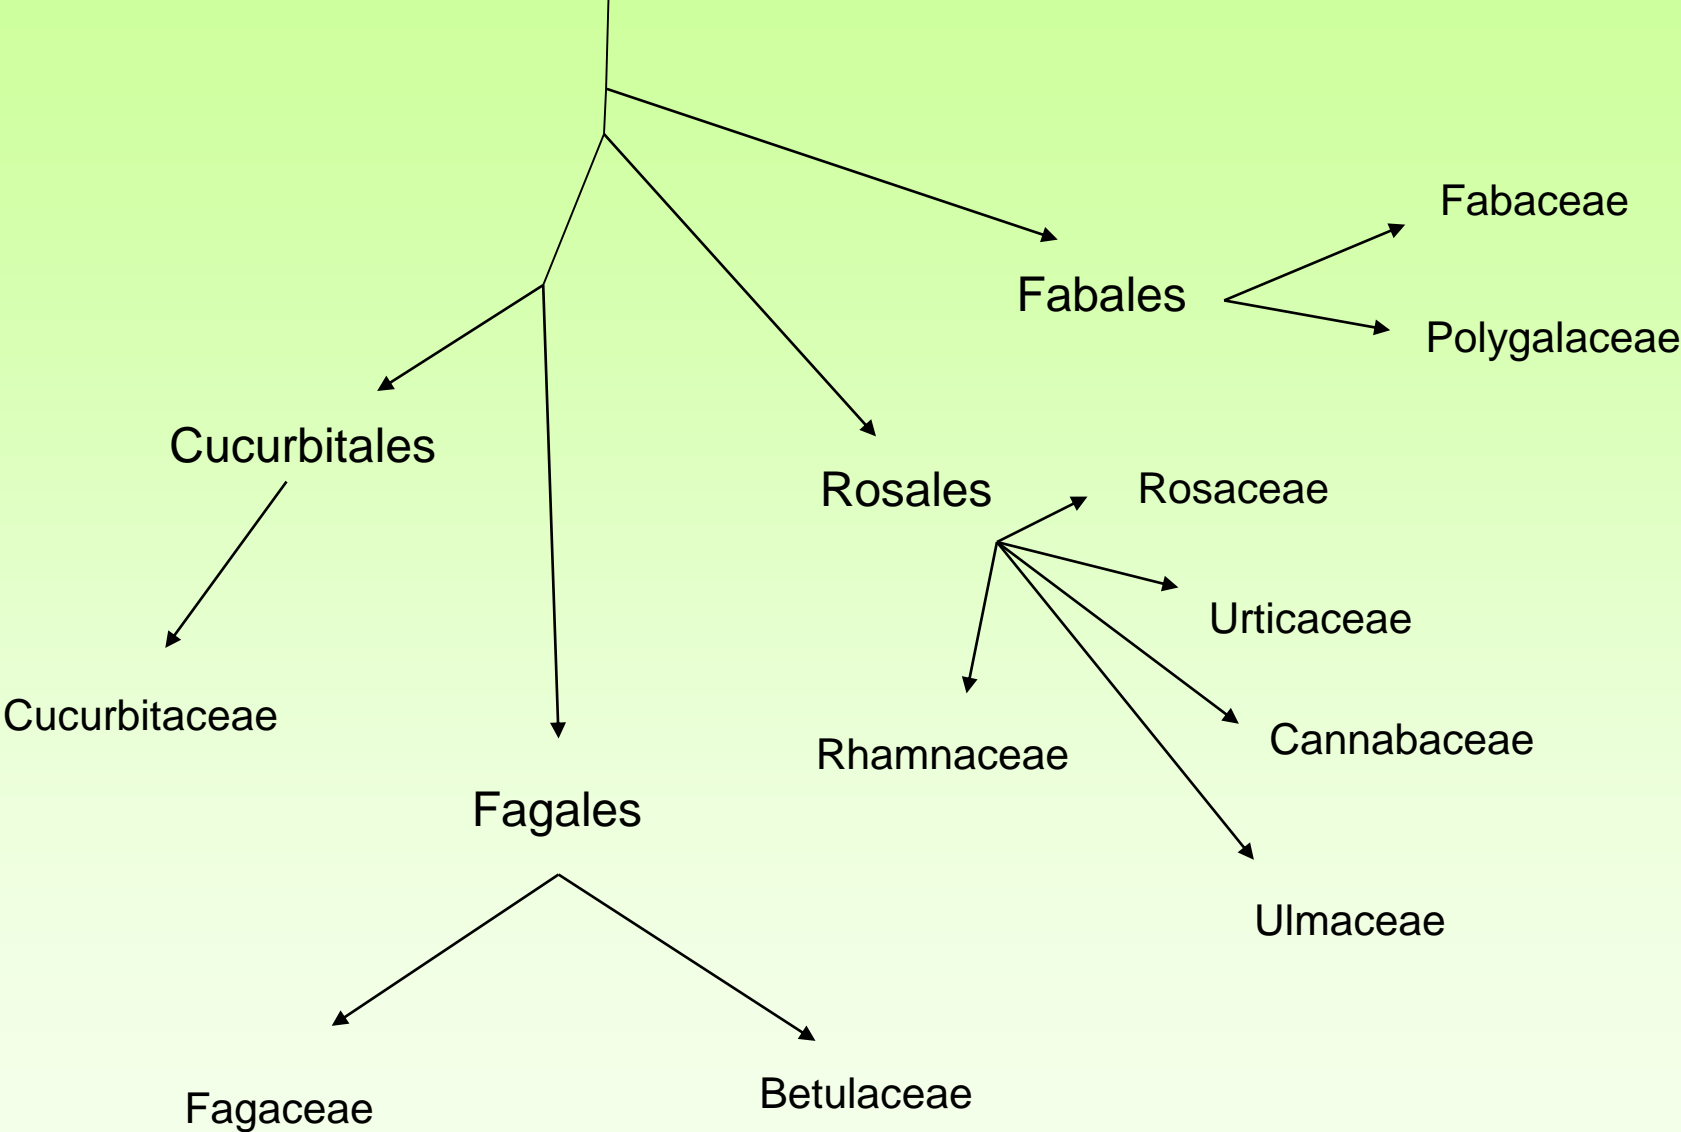 Fabaceae
Fabales
Polygalaceae
Cucurbitales
Rosales
Rosaceae
Urticaceae
Cucurbitaceae
Rhamnaceae
Cannabaceae
Fagales
Ulmaceae
Fagaceae
Betulaceae